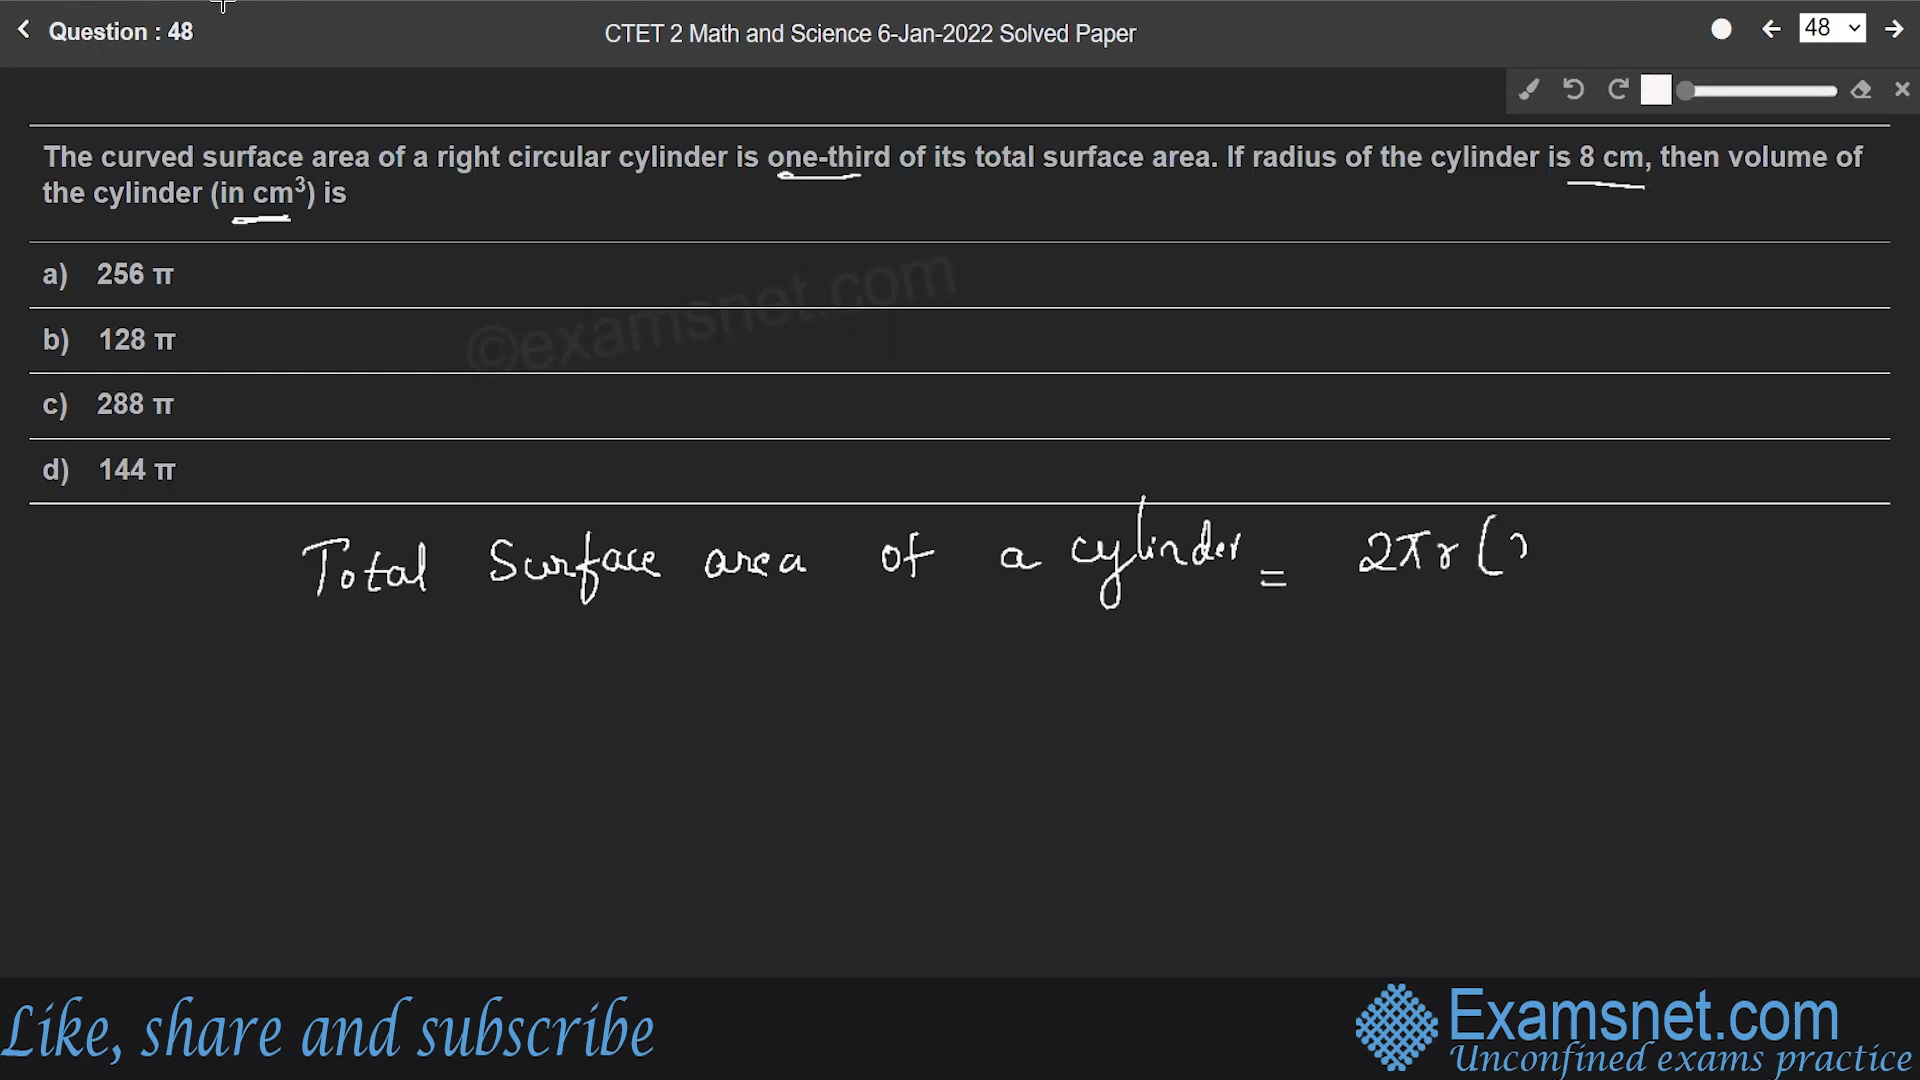 Question : 48
CTET 2 Math and Science 6-Jan-2022 Solved Paper
48
The curved surface area of a right circular cylinder is one-third of its total surface area. If radius of the cylinder is 8 cm, then volume of
the cylinder (in cm³) is
©examsnet.com
a) 256 π
b) 128 π
c) 288 π
d) 144 π
Total Surface area of a cylinder = 2πr(
Like, share and subscribe
Examsnet.com
Unconfined exams practice